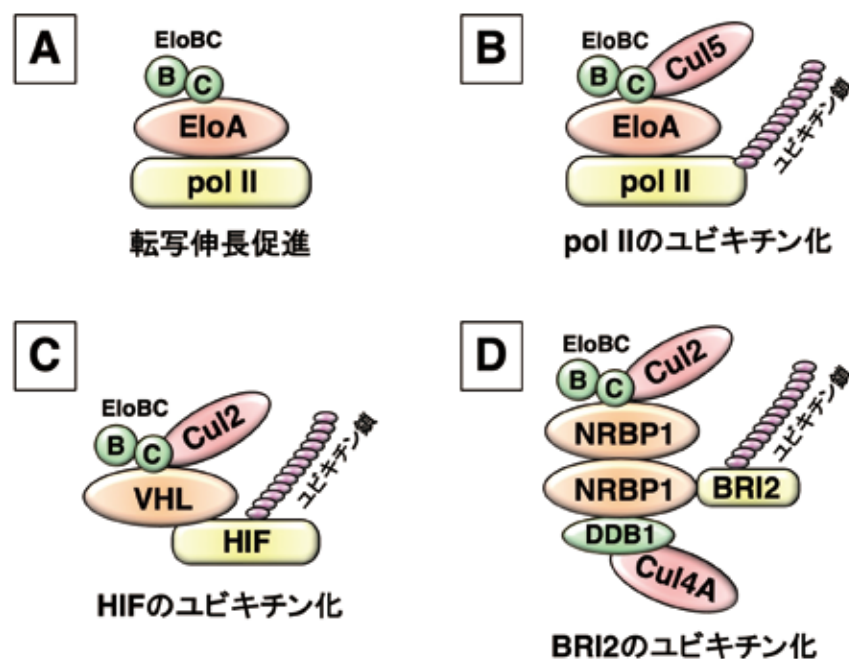 A
EloBC
B
C
EloA
pol II
転写伸長促進
B
EloBC
B
C
Cul5
EloA
pol II
ユビキチン鎖
pol IIのユビキチン化
C
EloBC
B
C
Cul2
VHL
HIF
ユビキチン鎖
HIFのユビキチン化
D
EloBC
B
C
Cul2
NRBP1
NRBP1
BRI2
DDB1
Cul4A
ユビキチン鎖
BRI2のユビキチン化